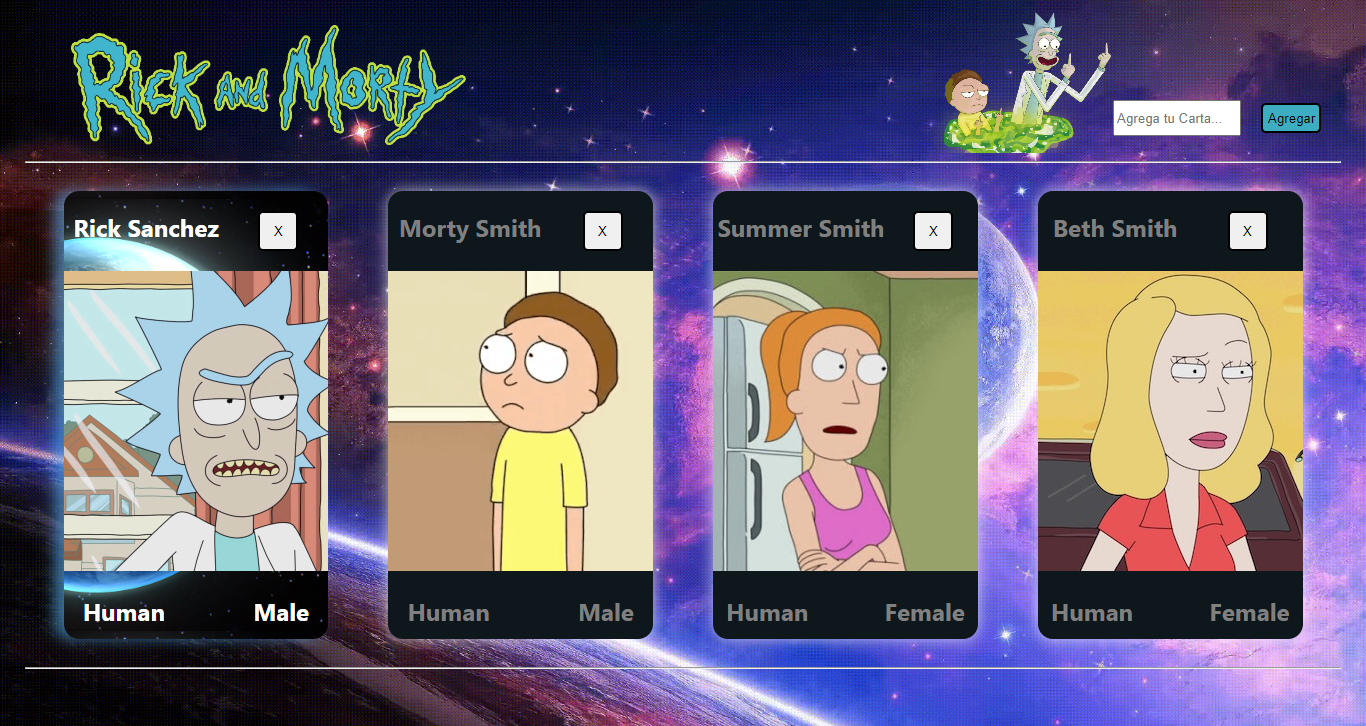 Rick and Morty
Agrega tu Carta...
Agregar
Rick Sanchez
X
Morty Smith
X
Summer Smith
X
Beth Smith
X
Human
Male
Human
Male
Human
Female
Human
Female